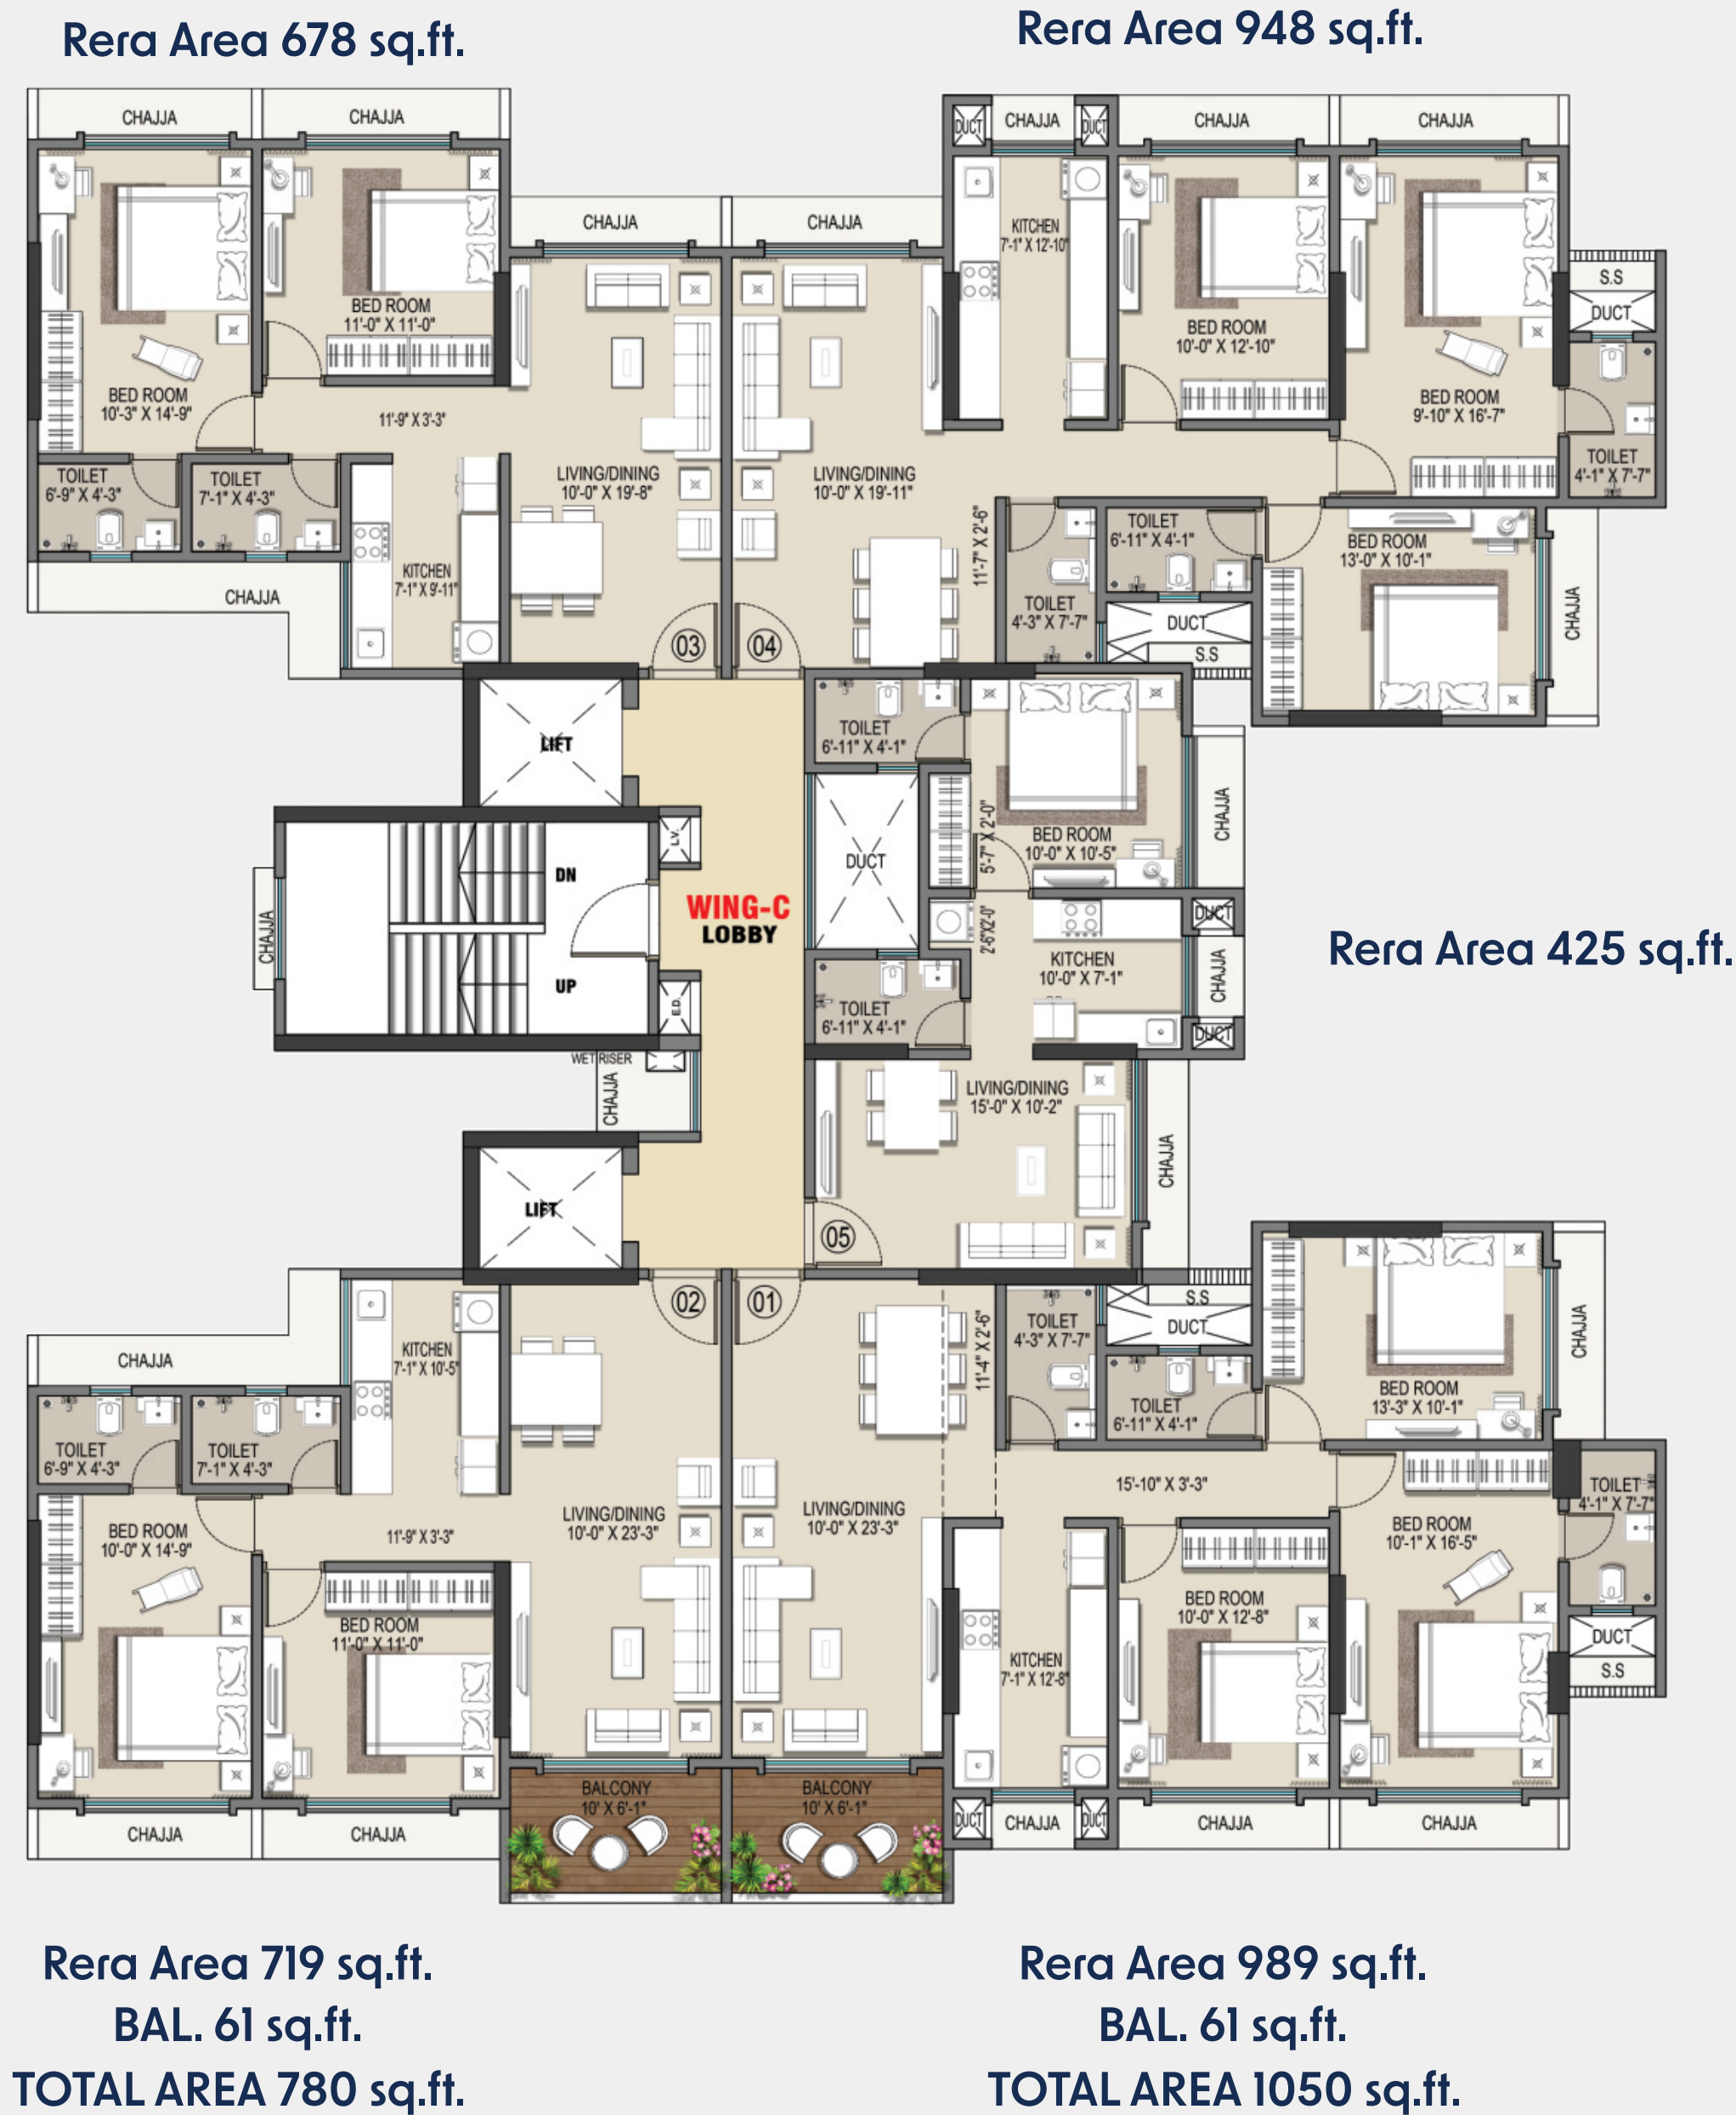 Rera Area 678 sq.ft.
Rera Area 948 sq.ft.
CHAJJA
CHAJJA
CHAJJA
CHAJJA
DUCT
CHAJJA
DUCT
CHAJJA
CHAJJA
BED ROOM
10'-3" X 14'-9"
BED ROOM
11'-0" X 11'-0"
11'-9" X 3'-3"
TOILET
6'-9" X 4'-3"
TOILET
7'-1" X 4'-3"
CHAJJA
KITCHEN
7'-1" X 9'-11"
LIVING/DINING
10'-0" X 19'-8"
03
LIVING/DINING
10'-0" X 19'-11"
04
KITCHEN
7'-1" X 12'-10"
BED ROOM
10'-0" X 12'-10"
BED ROOM
9'-10" X 16'-7"
S.S
DUCT
TOILET
4'-1" X 7'-7"
11'-7" X 2'-6"
TOILET
4'-3" X 7'-7"
TOILET
6'-11" X 4'-1"
DUCT
S.S
BED ROOM
13'-0" X 10'-1"
CHAJJA
LIFT
DN
UP
CHAJJA
L.V.
E.D.
WING-C
LOBBY
WET RISER
CHAJJA
LIFT
TOILET
6'-11" X 4'-1"
DUCT
5'-7" X 2'-0"
BED ROOM
10'-0" X 10'-5"
CHAJJA
2'-6"X2'-0"
KITCHEN
10'-0" X 7'-1"
DUCT
CHAJJA
DUCT
TOILET
6'-11" X 4'-1"
LIVING/DINING
15'-0" X 10'-2"
CHAJJA
05
Rera Area 425 sq.ft.
CHAJJA
TOILET
6'-9" X 4'-3"
TOILET
7'-1" X 4'-3"
KITCHEN
7'-1" X 10'-5"
02
01
BED ROOM
10'-0" X 14'-9"
11'-9" X 3'-3"
BED ROOM
11'-0" X 11'-0"
LIVING/DINING
10'-0" X 23'-3"
LIVING/DINING
10'-0" X 23'-3"
11'-4" X 2'-6"
TOILET
4'-3" X 7'-7"
S.S
DUCT
TOILET
6'-11" X 4'-1"
BED ROOM
13'-3" X 10'-1"
CHAJJA
15'-10" X 3'-3"
TOILET
4'-1" X 7'-7"
BED ROOM
10'-1" X 16'-5"
BED ROOM
10'-0" X 12'-8"
KITCHEN
7'-1" X 12'-8"
DUCT
S.S
CHAJJA
CHAJJA
BALCONY
10' X 6'-1"
BALCONY
10' X 6'-1"
DUCT
CHAJJA
DUCT
CHAJJA
CHAJJA
Rera Area 719 sq.ft.
BAL. 61 sq.ft.
TOTAL AREA 780 sq.ft.
Rera Area 989 sq.ft.
BAL. 61 sq.ft.
TOTAL AREA 1050 sq.ft.